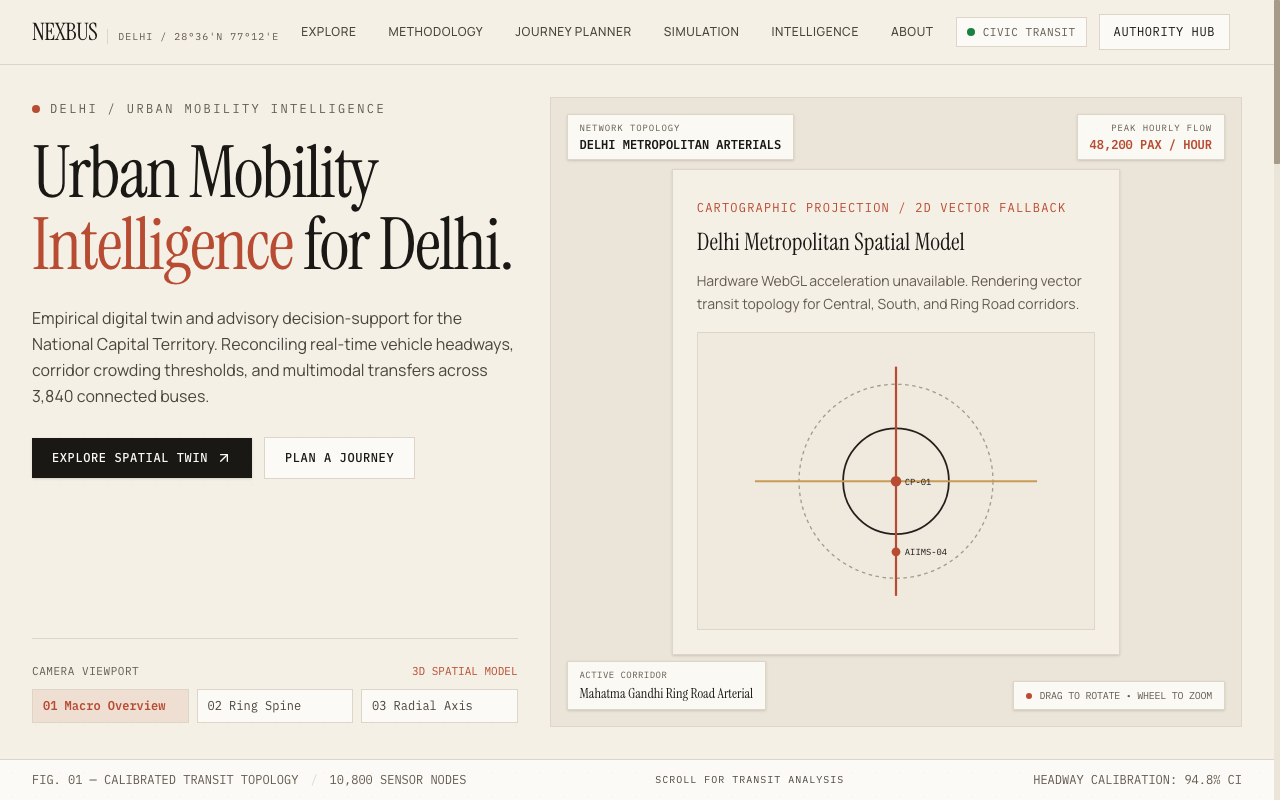 NEXBUS
DELHI / 28°36'N 77°12'E
EXPLORE
METHODOLOGY
JOURNEY PLANNER
SIMULATION
INTELLIGENCE
ABOUT
CIVIC TRANSIT
AUTHORITY HUB
DELHI / URBAN MOBILITY INTELLIGENCE
Urban Mobility
Intelligence for Delhi.
Empirical digital twin and advisory decision-support for the
National Capital Territory. Reconciling real-time vehicle headways,
corridor crowding thresholds, and multimodal transfers across
3,840 connected buses.
EXPLORE SPATIAL TWIN
PLAN A JOURNEY
CAMERA VIEWPORT
3D SPATIAL MODEL
01 Macro Overview
02 Ring Spine
03 Radial Axis
NETWORK TOPOLOGY
DELHI METROPOLITAN ARTERIALS
PEAK HOURLY FLOW
48,200 PAX / HOUR
CARTOGRAPHIC PROJECTION / 2D VECTOR FALLBACK
Delhi Metropolitan Spatial Model
Hardware WebGL acceleration unavailable. Rendering vector
transit topology for Central, South, and Ring Road corridors.
CP-01
AIIMS-04
ACTIVE CORRIDOR
Mahatma Gandhi Ring Road Arterial
DRAG TO ROTATE • WHEEL TO ZOOM
FIG. 01 — CALIBRATED TRANSIT TOPOLOGY / 10,800 SENSOR NODES
SCROLL FOR TRANSIT ANALYSIS
HEADWAY CALIBRATION: 94.8% CI